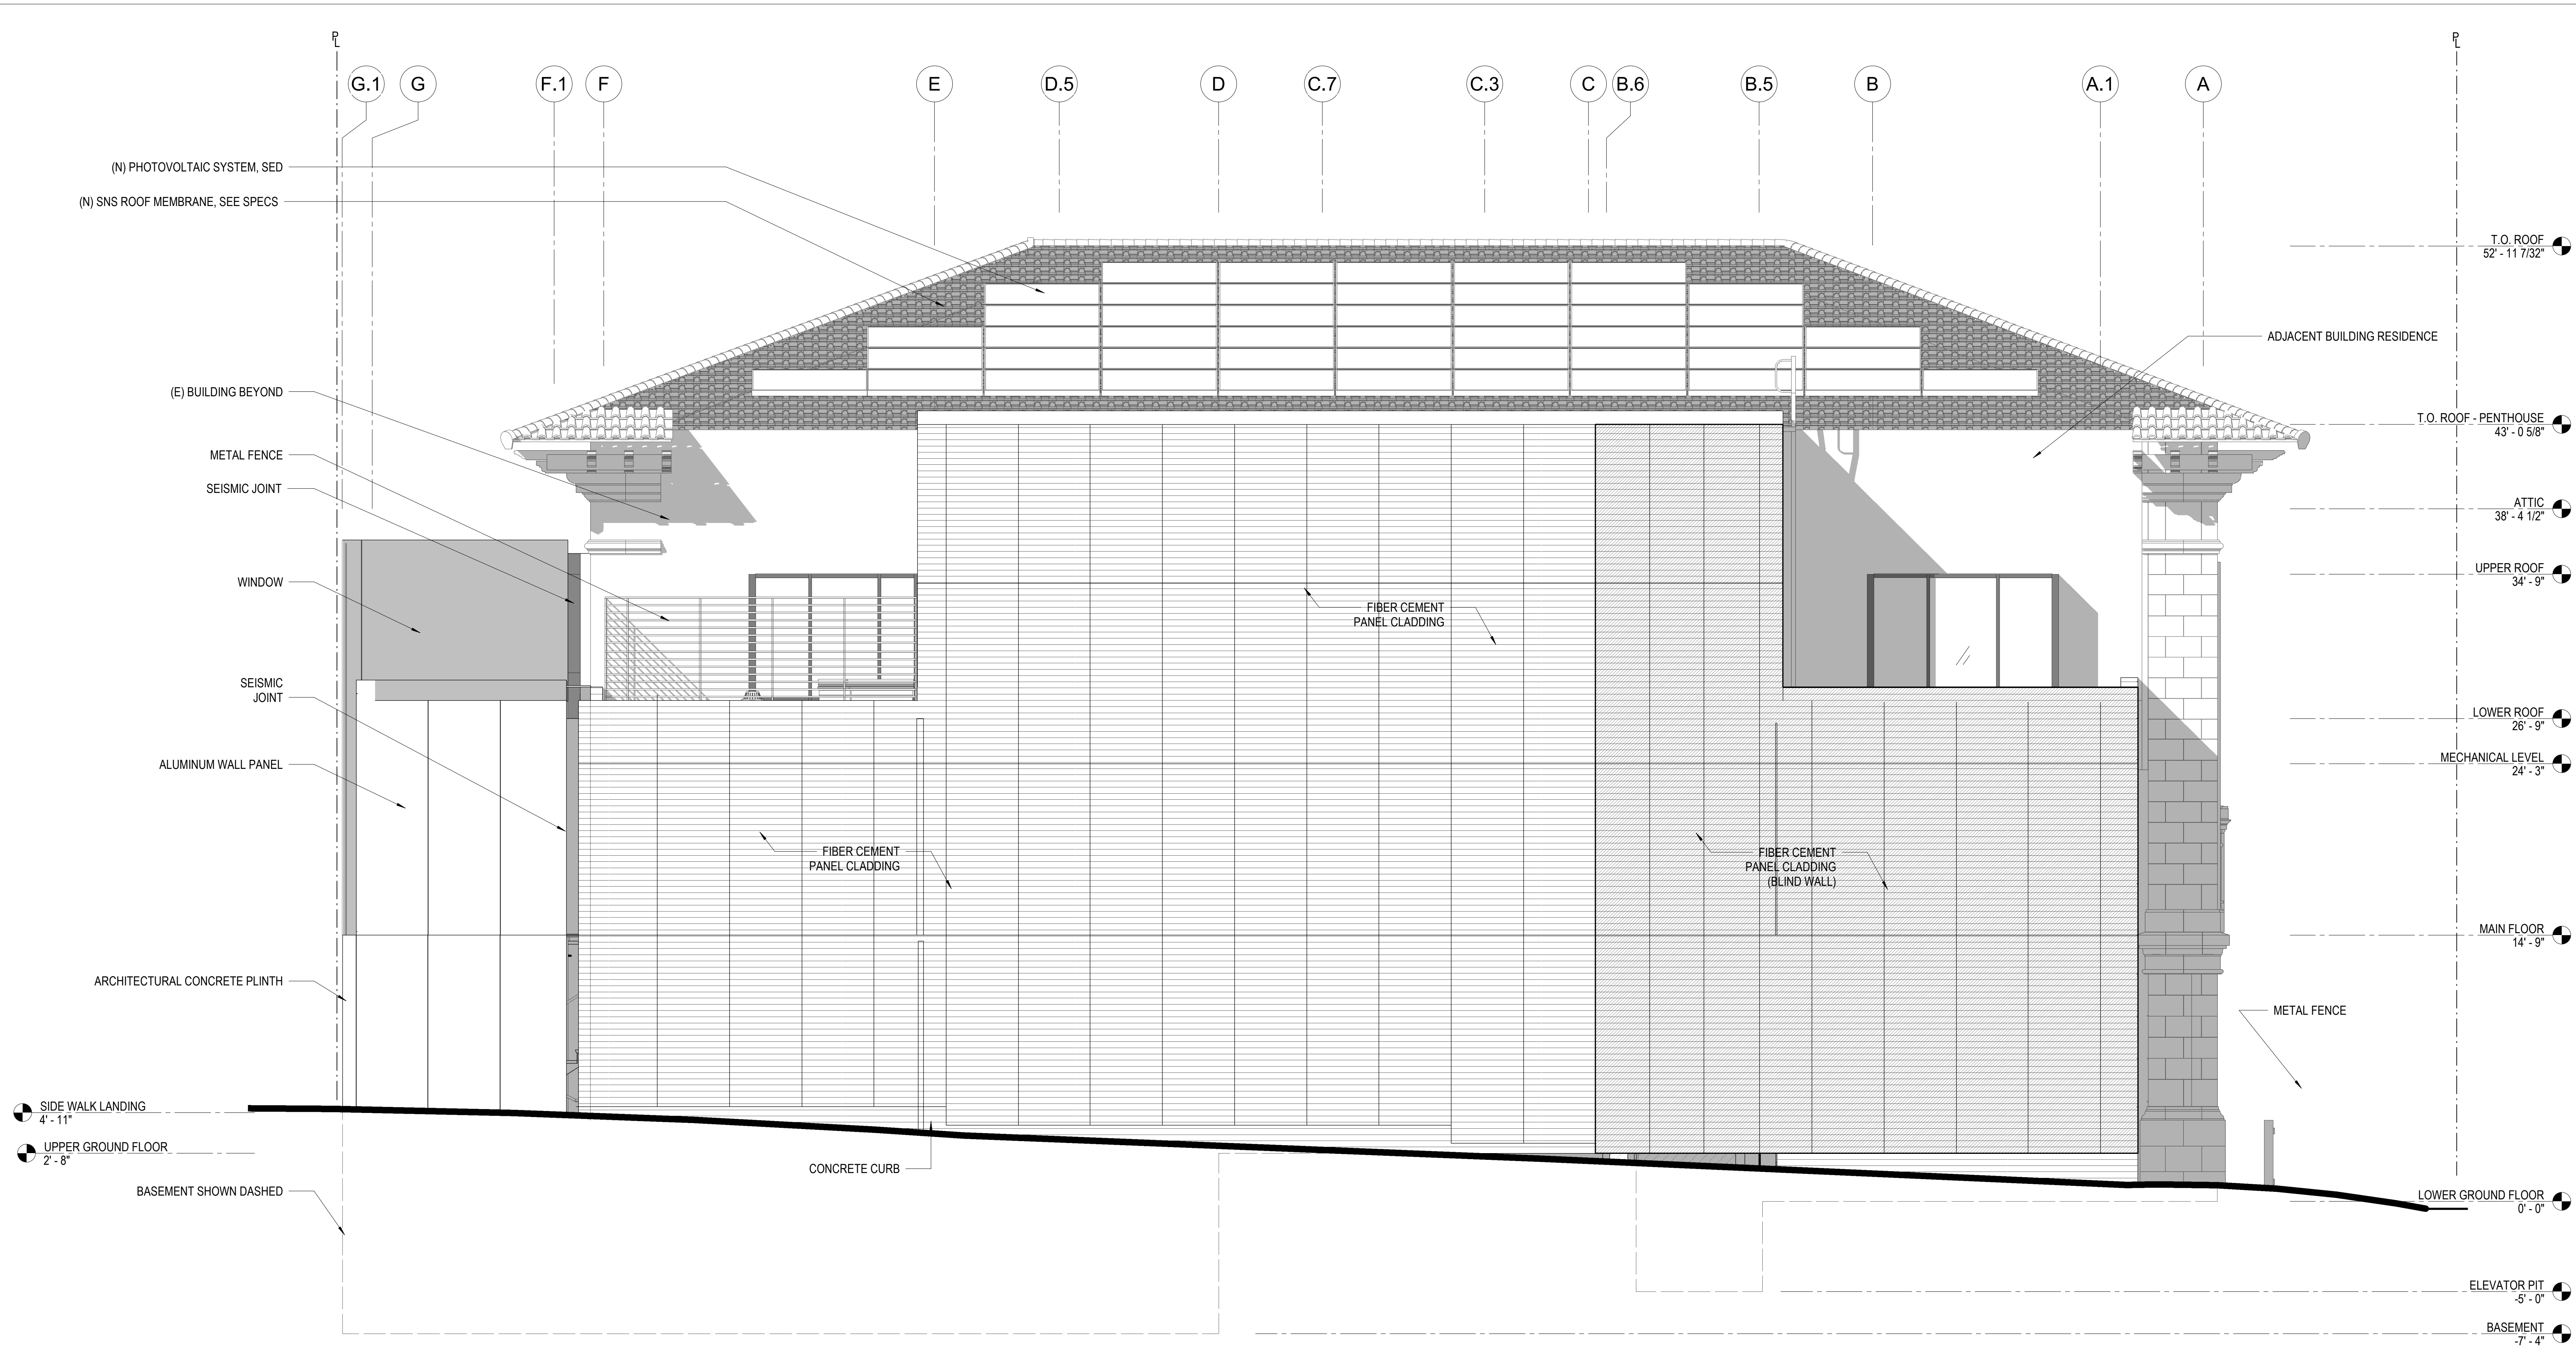 PL
PL
G.1
G
F.1
F
E
D.5
D
C.7
C.3
C
B.6
B.5
B
A.1
A
(N) PHOTOVOLTAIC SYSTEM, SED
(N) SNS ROOF MEMBRANE, SEE SPECS
T.O. ROOF
52' - 11 7/32"
ADJACENT BUILDING RESIDENCE
(E) BUILDING BEYOND
T.O. ROOF - PENTHOUSE
43' - 0 5/8"
METAL FENCE
SEISMIC JOINT
ATTIC
38' - 4 1/2"
WINDOW
UPPER ROOF
34' - 9"
FIBER CEMENT
PANEL CLADDING
SEISMIC
JOINT
LOWER ROOF
26' - 9"
ALUMINUM WALL PANEL
MECHANICAL LEVEL
24' - 3"
FIBER CEMENT
PANEL CLADDING
FIBER CEMENT
PANEL CLADDING
(BLIND WALL)
MAIN FLOOR
14' - 9"
ARCHITECTURAL CONCRETE PLINTH
METAL FENCE
SIDE WALK LANDING
4' - 11"
UPPER GROUND FLOOR
2' - 8"
CONCRETE CURB
BASEMENT SHOWN DASHED
LOWER GROUND FLOOR
0' - 0"
ELEVATOR PIT
-5' - 0"
BASEMENT
-7' - 4"